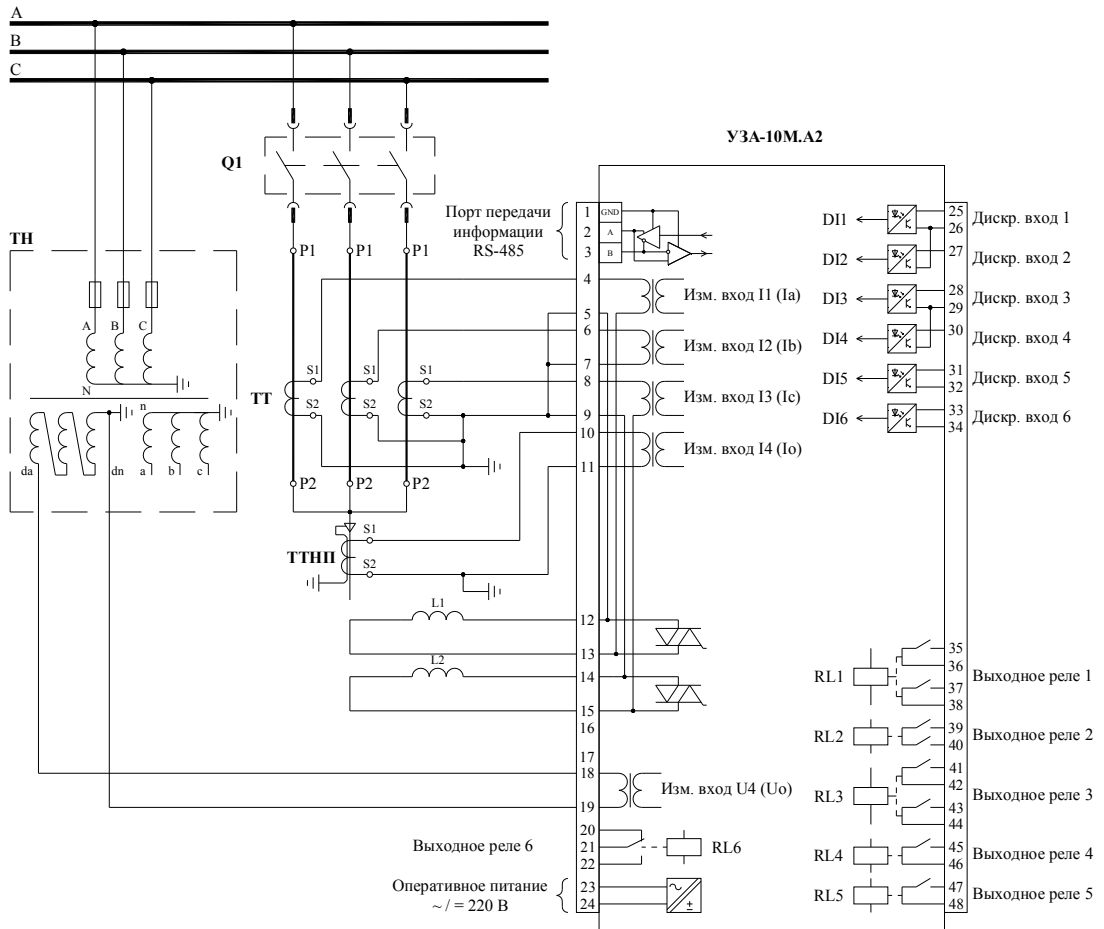 A
B
C
УЗА-10М.А2
Q1
ТН
P1
P1
P1
A
B
C
N
n
da
dn
a
b
c
ТТ
S1
S1
S1
S2
S2
S2
P2
P2
P2
ТТНП
S1
S2
L1
L2
Порт передачи
информации
RS-485
1
2
3
4
5
6
7
8
9
10
11
12
13
14
15
16
17
18
19
20
21
22
23
24
GND
A
B
Изм. вход I1 (Ia)
Изм. вход I2 (Ib)
Изм. вход I3 (Ic)
Изм. вход I4 (Io)
Изм. вход U4 (Uo)
Выходное реле 6
RL6
Оперативное питание
~ / = 220 В
DI1
25
26
Дискр. вход 1
DI2
27
Дискр. вход 2
DI3
28
29
Дискр. вход 3
DI4
30
Дискр. вход 4
DI5
31
32
Дискр. вход 5
DI6
33
34
Дискр. вход 6
RL1
35
36
37
38
Выходное реле 1
RL2
39
40
Выходное реле 2
RL3
41
42
43
44
Выходное реле 3
RL4
45
46
Выходное реле 4
RL5
47
48
Выходное реле 5